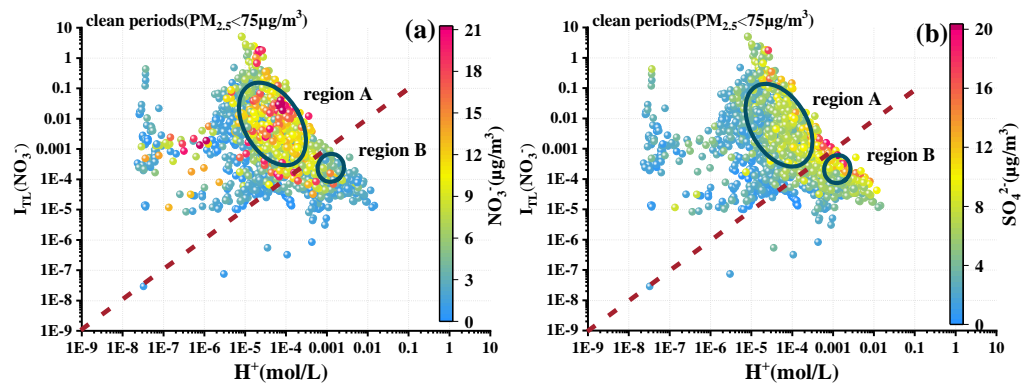 clean periods(PM2.5<75μg/m3)
(a)
10
1
0.1
0.01
0.001
1E-4
1E-5
1E-6
1E-7
1E-8
1E-9
ITL(NO3-)
region A
region B
1E-9 1E-8 1E-7 1E-6 1E-5 1E-4 0.001 0.01 0.1 1 10
H+(mol/L)
21
18
15
12
9
6
3
0
NO3-(μg/m3)
clean periods(PM2.5<75μg/m3)
(b)
10
1
0.1
0.01
0.001
1E-4
1E-5
1E-6
1E-7
1E-8
1E-9
ITL(NO3-)
region A
region B
1E-9 1E-8 1E-7 1E-6 1E-5 1E-4 0.001 0.01 0.1 1 10
H+(mol/L)
20
16
12
8
4
0
SO42-(μg/m3)